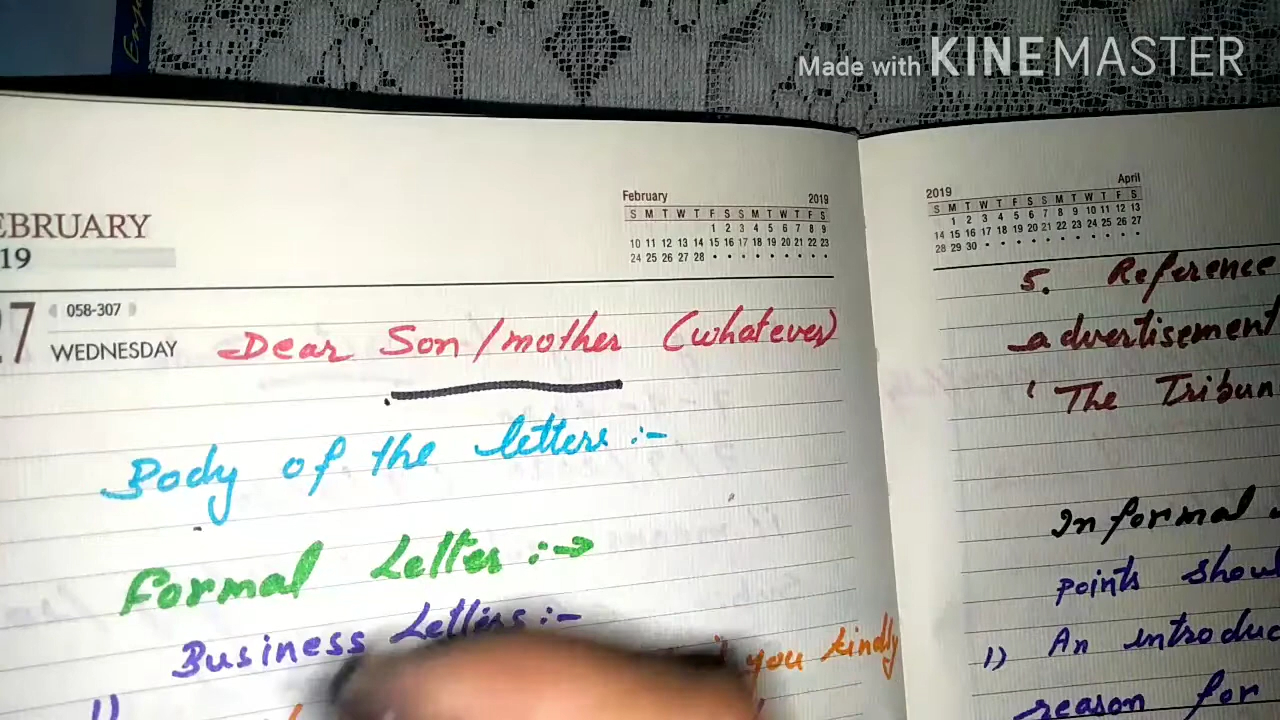 Made with KINEMASTER
EBRUARY
19
27 058-307
WEDNESDAY
February 2019
S M T W T F S S M T W T F S
1 2 3 4 5 6 7 8 9
10 11 12 13 14 15 16 17 18 19 20 21 22 23
24 25 26 27 28
Dear Son/mother (whatever)
Body of the letters :-
Formal Letter :->
Business Letters :-
you kindly
1)
2019 April
S M T W T F S S M T W T F S
1 2 3 4 5 6 7 8 9 10 11 12 13
14 15 16 17 18 19 20 21 22 23 24 25 26 27
28 29 30
5. Reference
advertisement
' The Tribun
Informal
points shou
1) An introduc
reason for